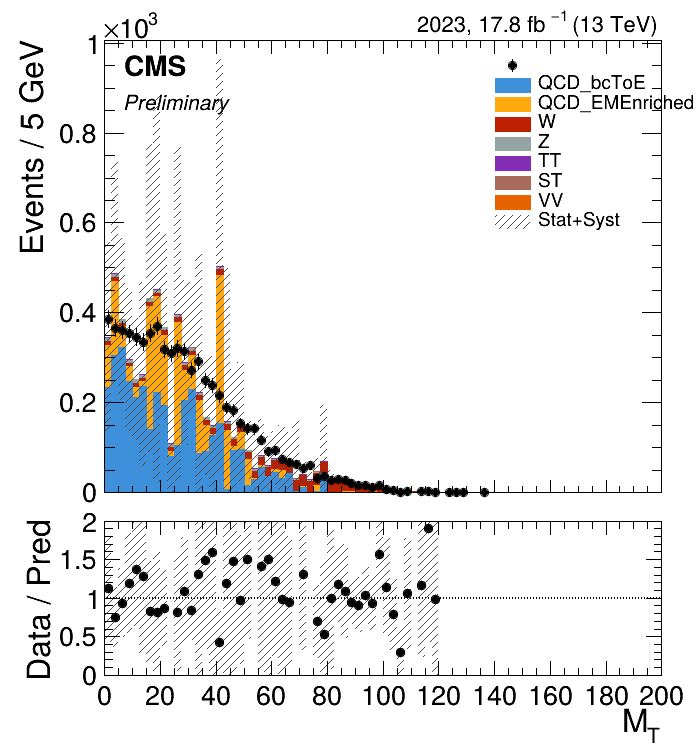 ×10³
2023, 17.8 fb⁻¹ (13 TeV)
Events / 5 GeV
1
0.8
0.6
0.4
0.2
0
CMS
Preliminary
QCD_bcToE
QCD_EMEnrighed
W
Z
TT
ST
VV
Stat+Syst
Data / Pred
2
1.5
1
0.5
0
0 20 40 60 80 100 120 140 160 180 200
M_T